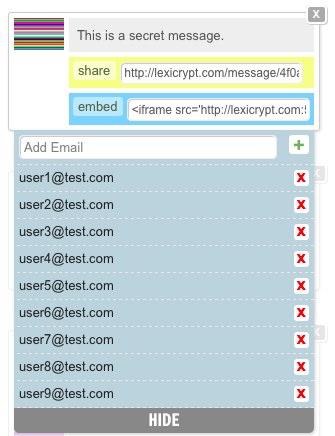 X
This is a secret message.
share http://lexicrypt.com/message/4f0a
embed <iframe src='http://lexicrypt.com:
Add Email +
user1@test.com X
user2@test.com X
user3@test.com X
user4@test.com X
user5@test.com X
user6@test.com X
user7@test.com X
user8@test.com X
user9@test.com X
HIDE